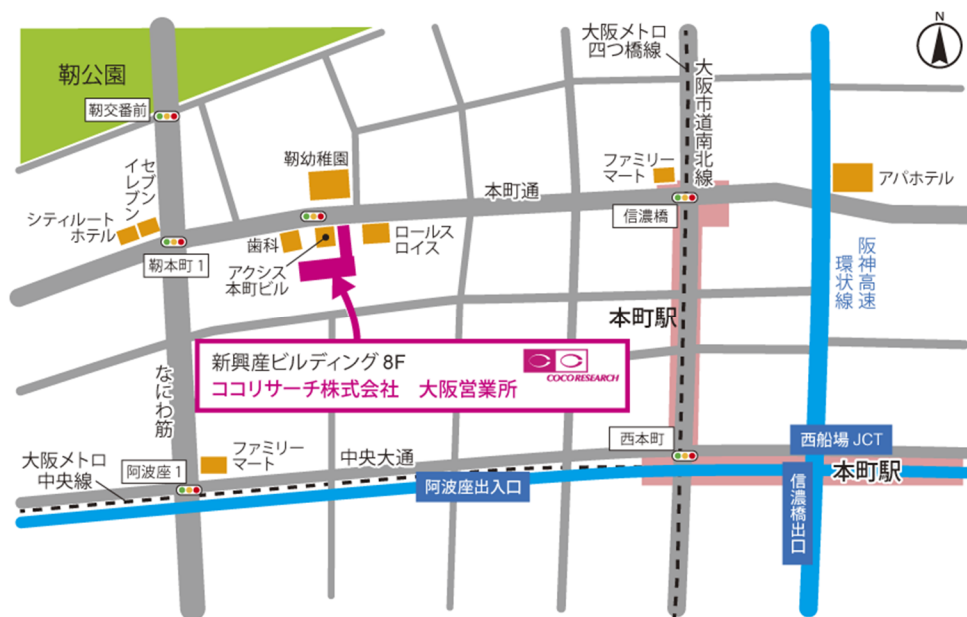 N
大阪メトロ
四つ橋線
大阪市道南北線
靭公園
靭交番前
セブン
イレブン
シティルート
ホテル
靭幼稚園
本町通
ファミリー
マート
信濃橋
アパホテル
歯科
アクシス
本町ビル
ロールス
ロイス
靭本町1
阪神高速
環状線
本町駅
新興産ビルディング 8F
ココリサーチ株式会社 大阪営業所
COCO RESEARCH
なにわ筋
大阪メトロ
中央線
阿波座1
ファミリー
マート
中央大通
西本町
西船場 JCT
本町駅
阿波座出入口
信濃橋出口